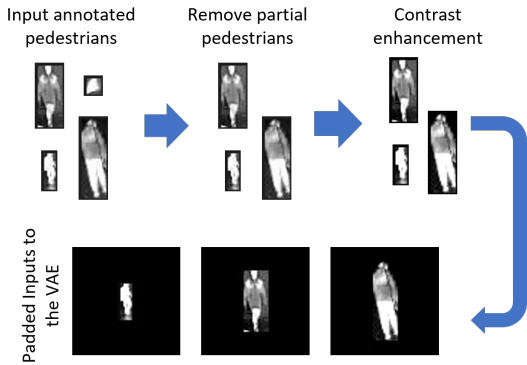 Input annotated
pedestrians
Remove partial
pedestrians
Contrast
enhancement
Padded Inputs to
the VAE